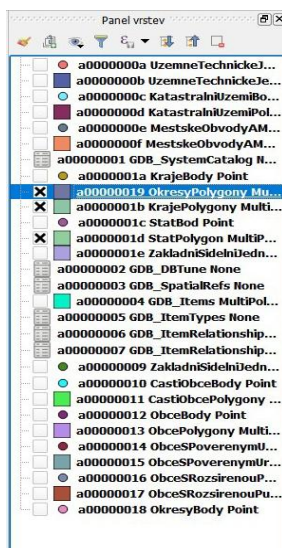 Panel vrstev
a0000000a UzemneTechnickeJ...
a0000000b UzemneTechnickeJe...
a0000000c KatastralniUzemiBo...
a0000000d KatastralniUzemiPol...
a0000000e MestskeObvodyAM...
a0000000f MestskeObvodyAM...
a00000001 GDB_SystemCatalog N...
a0000001a KrajeBody Point
a00000019 OkresyPolygony Mu...
a0000001b KrajePolygony Multi...
a0000001c StatBod Point
a0000001d StatPolygon MultiP...
a0000001e ZakladniSidelniJedn...
a00000002 GDB_DBTune None
a00000003 GDB_SpatialRefs None
a00000004 GDB_Items MultiPol...
a00000005 GDB_ItemTypes None
a00000006 GDB_ItemRelationship...
a00000007 GDB_ItemRelationship...
a00000009 ZakladniSidelniJedn...
a00000010 CastiObceBody Point
a00000011 CastiObcePolygony ...
a00000012 ObceBody Point
a00000013 ObcePolygony Multi...
a00000014 ObceSPoverenymU...
a00000015 ObceSPoverenymUr...
a00000016 ObceSRozsirenouP...
a00000017 ObceSRozsirenouPu...
a00000018 OkresyBody Point